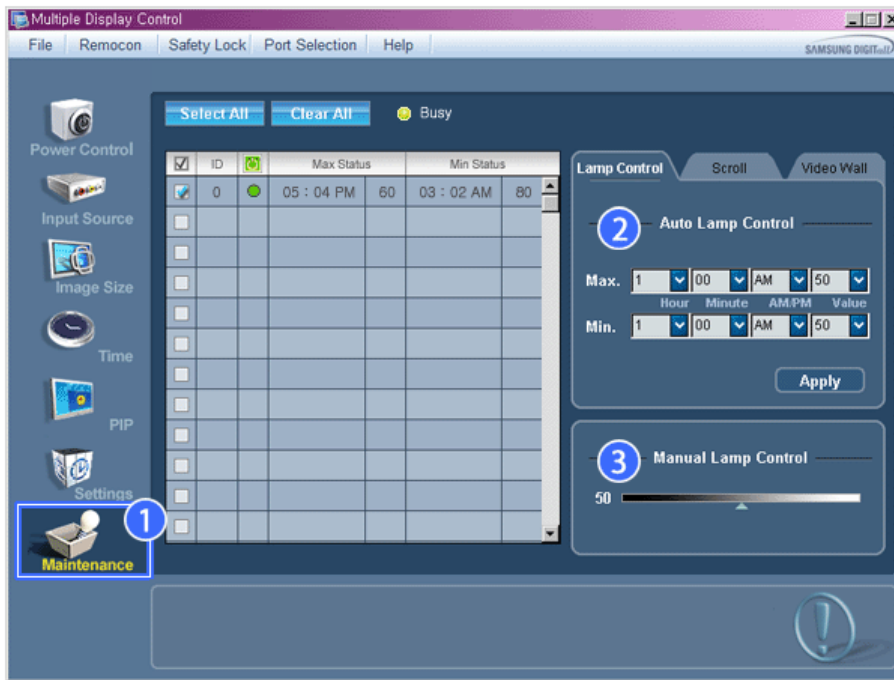 Multiple Display Control
File Remocon Safety Lock Port Selection Help
SAMSUNG DIGITall
Power Control
Input Source
Image Size
Time
PIP
Settings
1
Maintenance
Select All Clear All Busy
ID Max Status Min Status
0 05 : 04 PM 60 03 : 02 AM 80
Lamp Control Scroll Video Wall
2 Auto Lamp Control
Max. 1 00 AM 50
Hour Minute AM/PM Value
Min. 1 00 AM 50
Apply
3 Manual Lamp Control
50